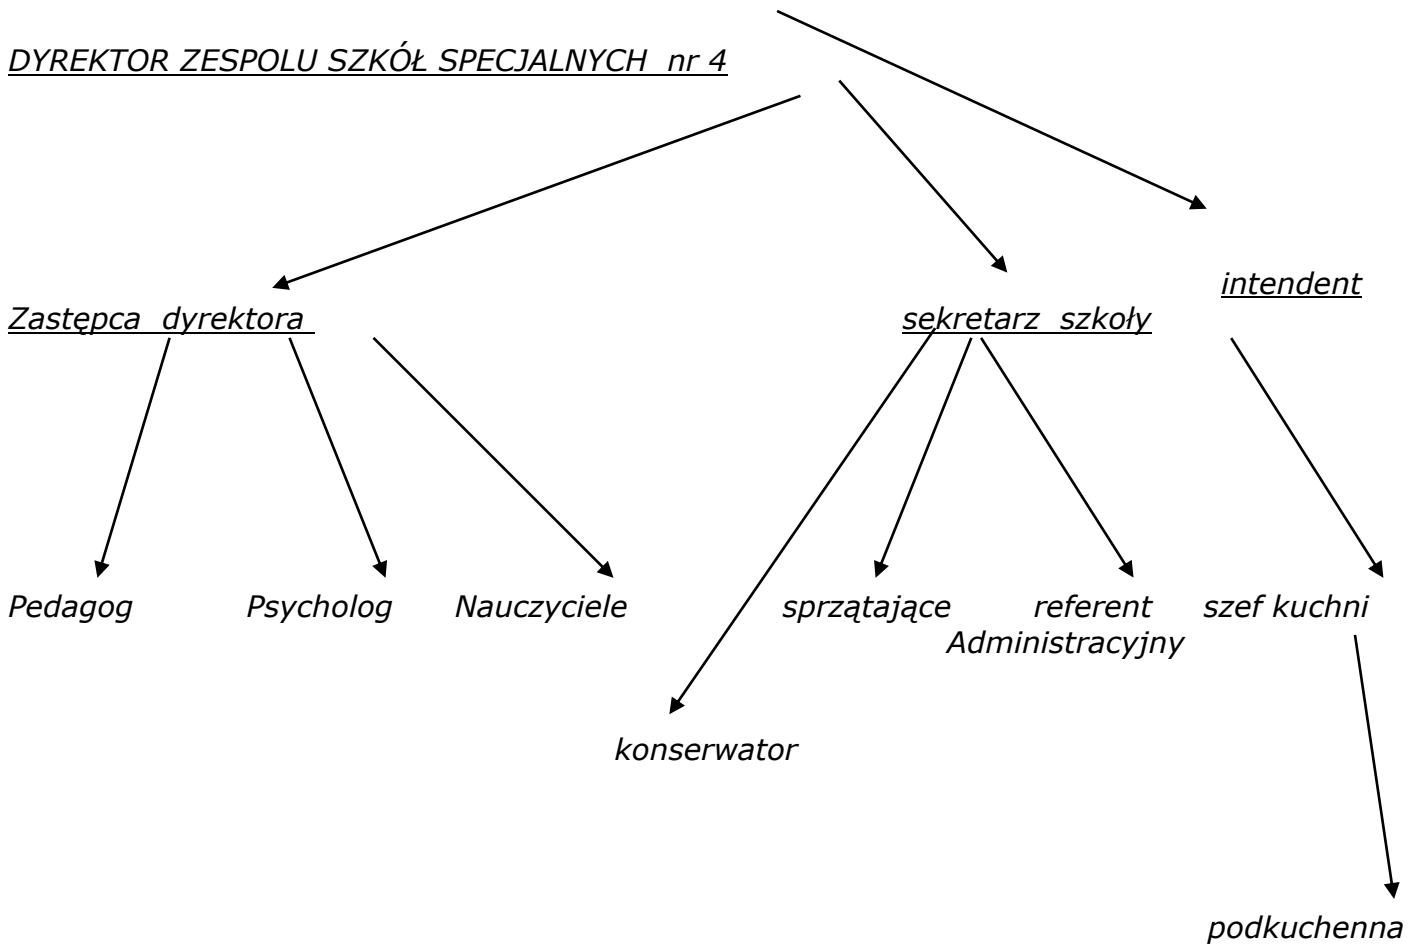 DYREKTOR ZESPOLU SZKÓŁ SPECJALNYCH nr 4
intendent
Zastępca dyrektora
sekretarz szkoły
Pedagog
Psycholog
Nauczyciele
sprzątające
referent
Administracyjny
szef kuchni
konserwator
podkuchenna